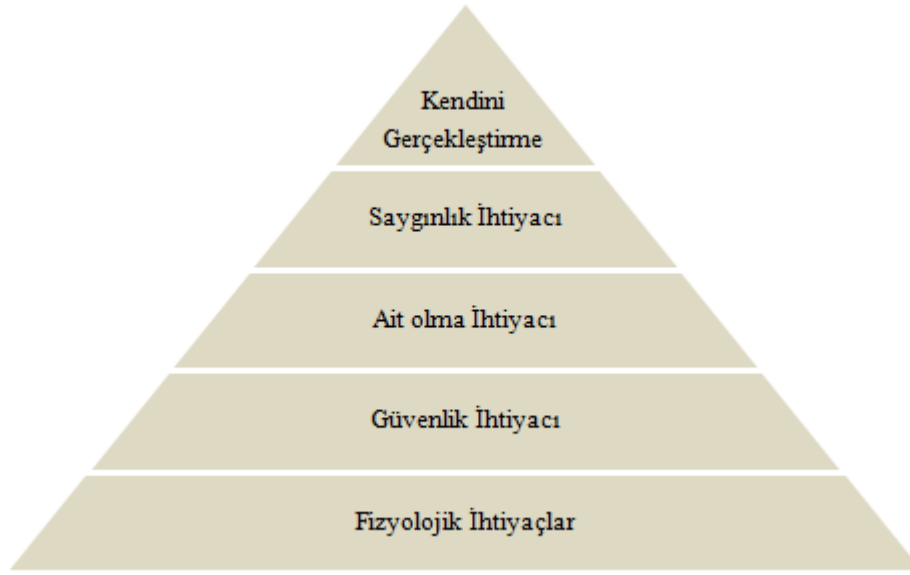 Kendini
Gerçekleştirme
Saygınlık İhtiyacı
Ait olma İhtiyacı
Güvenlik İhtiyacı
Fizyolojik İhtiyaçlar